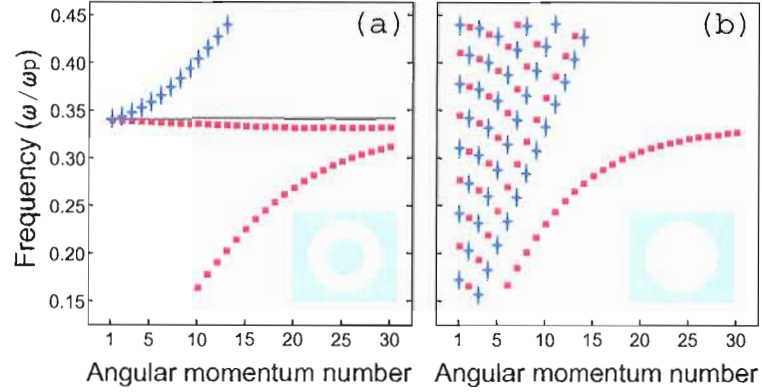 (a)
(b)
Frequency (ω/ωp)
0.45
0.40
0.35
0.30
0.25
0.20
0.15
1 5 10 15 20 25 30
1 5 10 15 20 25 30
Angular momentum number
Angular momentum number